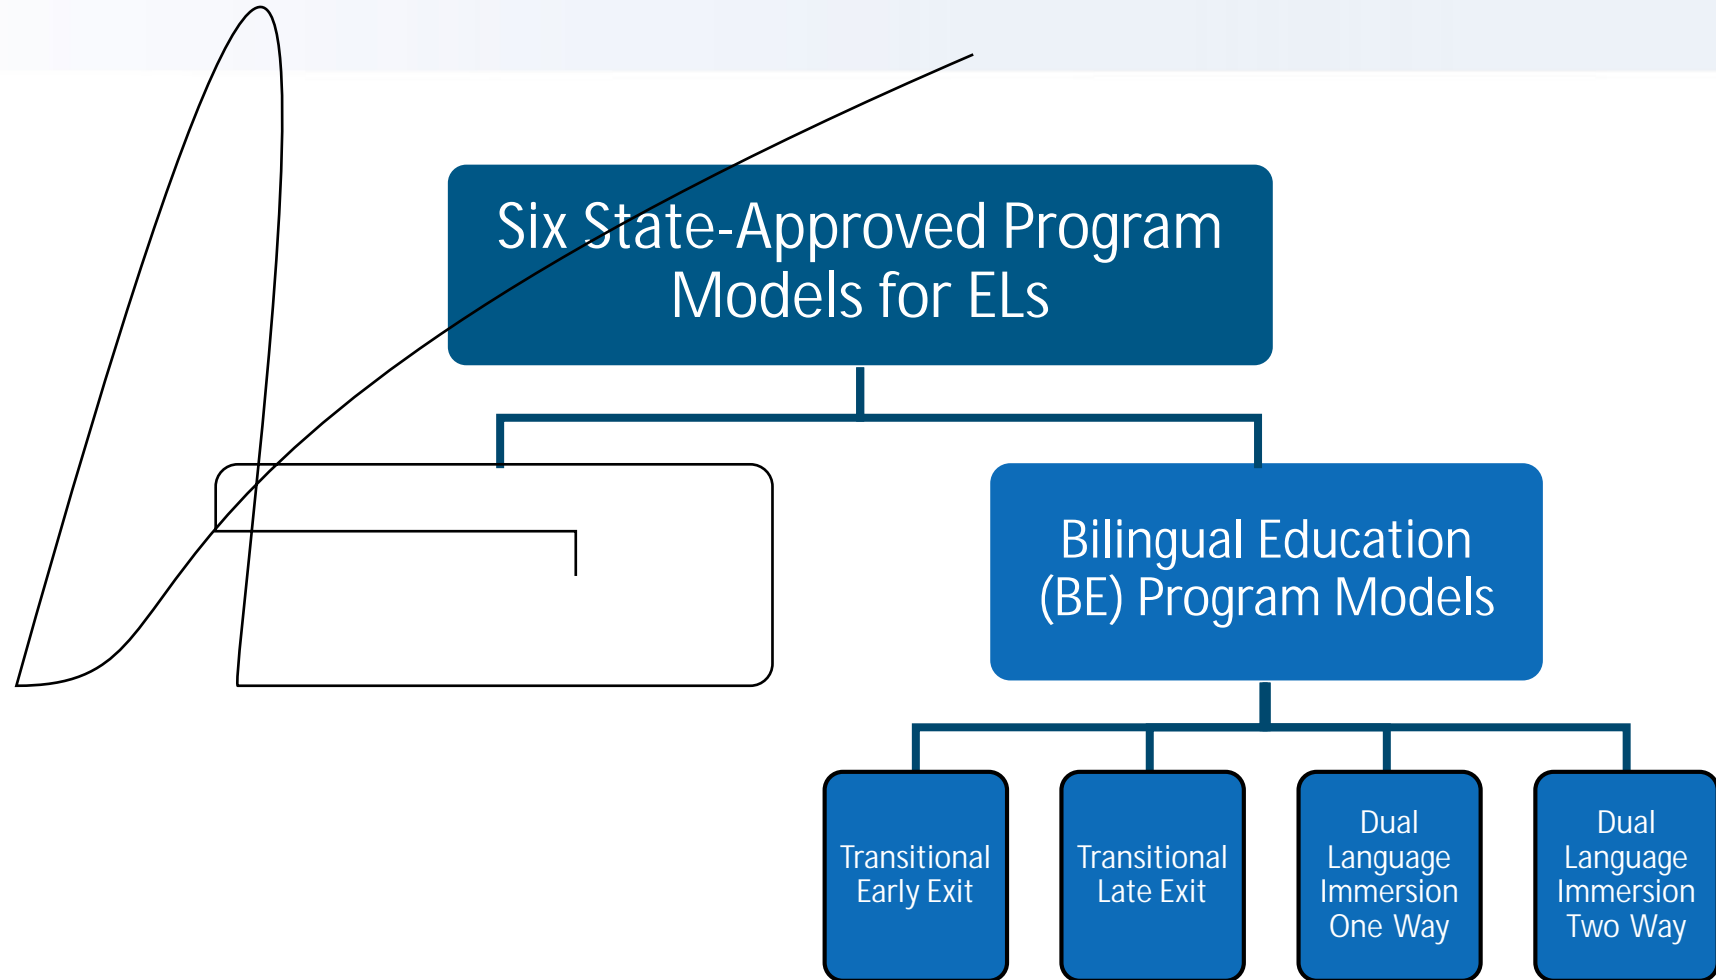 Six State-Approved Program
Models for ELs
Bilingual Education
(BE) Program Models
Transitional
Early Exit
Transitional
Late Exit
Dual
Language
Immersion
One Way
Dual
Language
Immersion
Two Way